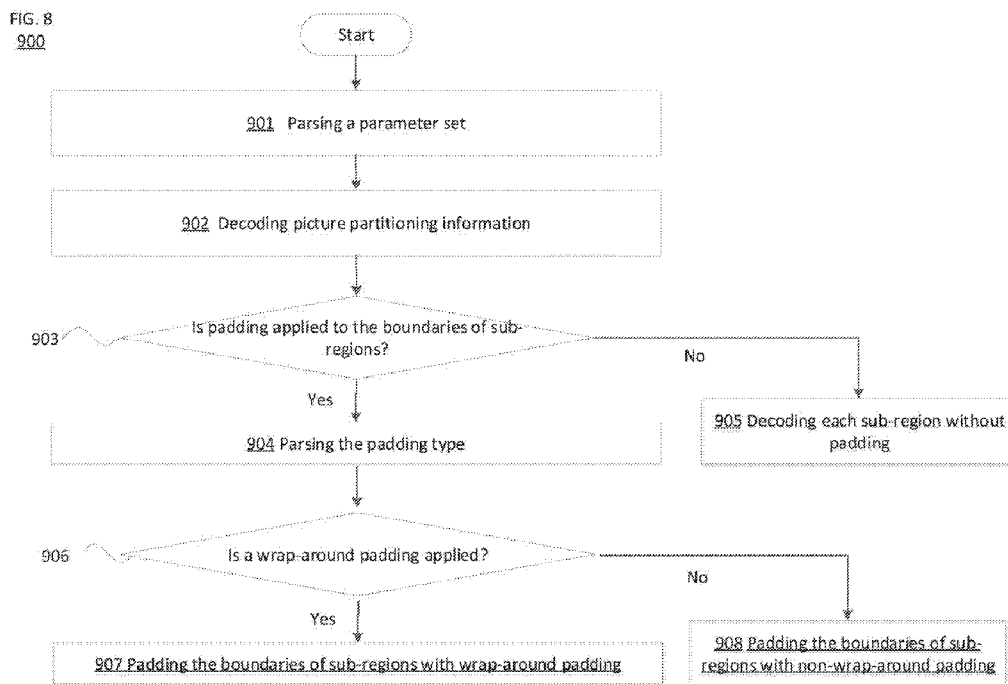 FIG. 8
900
Start
901 Parsing a parameter set
902 Decoding picture partitioning information
903
Is padding applied to the boundaries of sub-
regions?
No
Yes
904 Parsing the padding type
905 Decoding each sub-region without
padding
906
Is a wrap-around padding applied?
No
Yes
907 Padding the boundaries of sub-regions with wrap-around padding
908 Padding the boundaries of sub-
regions with non-wrap-around padding